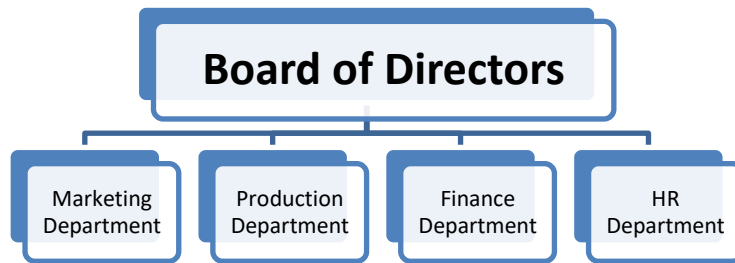 Board of Directors
Marketing
Department
Production
Department
Finance
Department
HR
Department